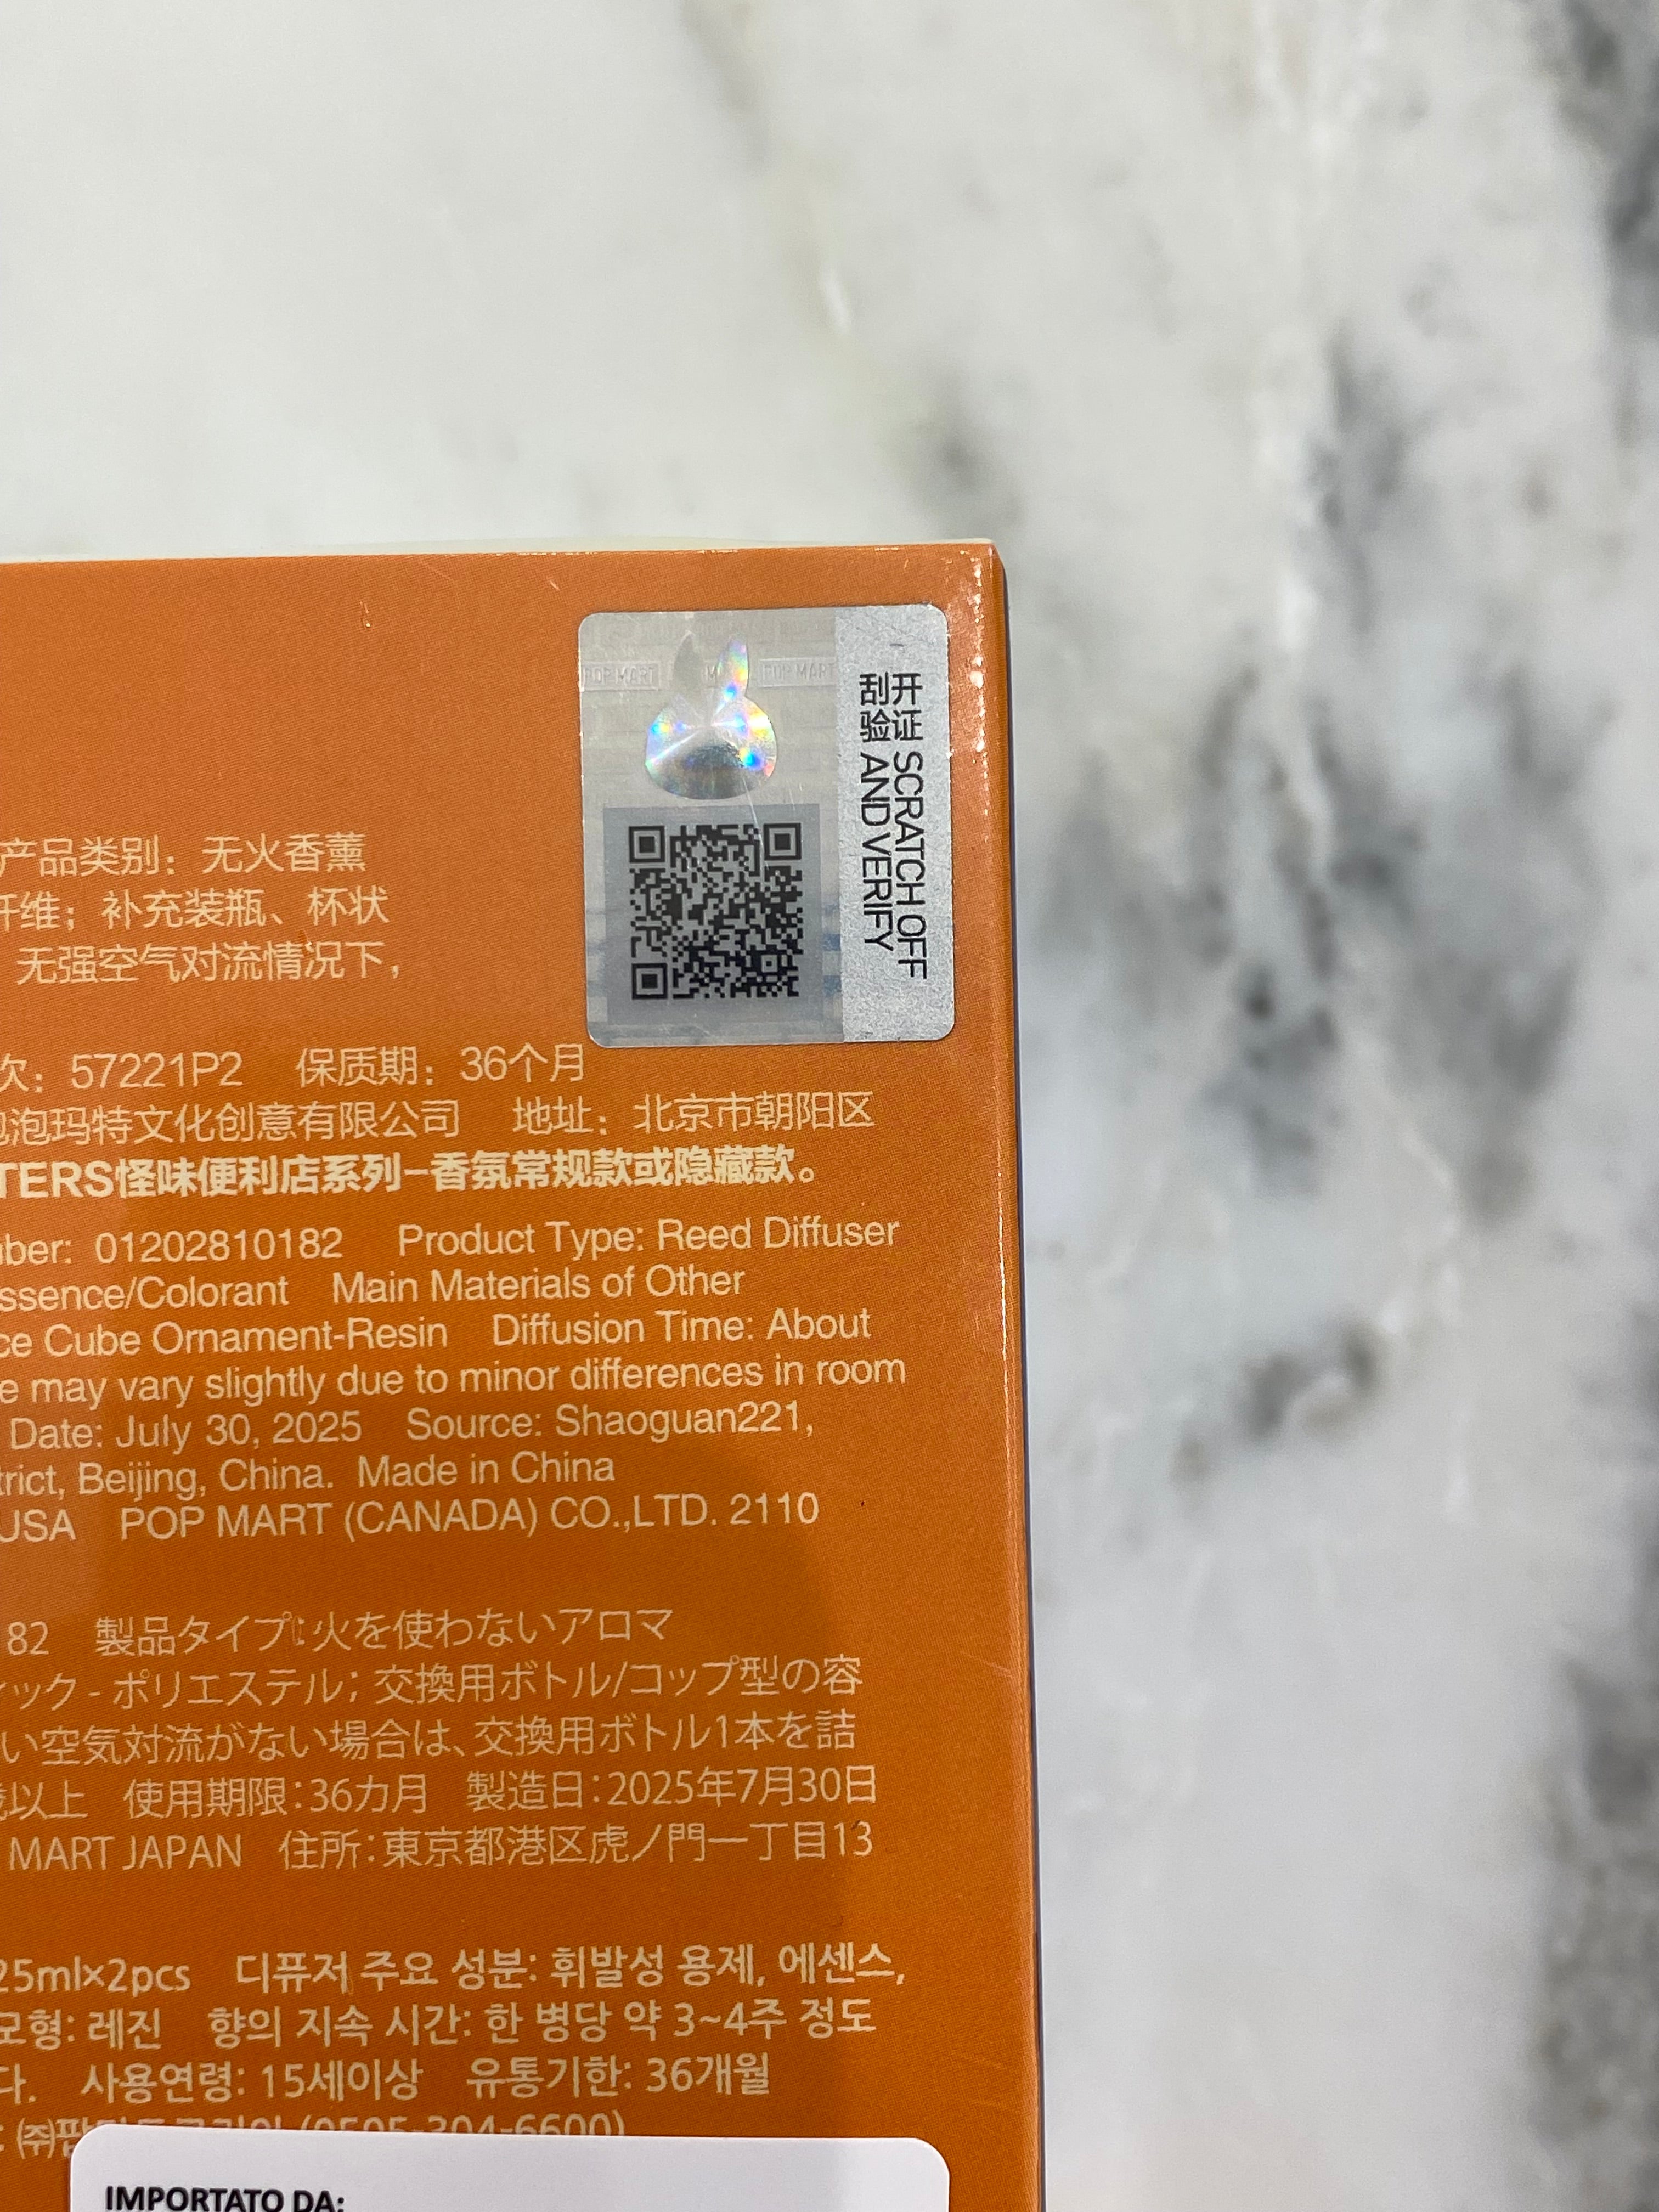 POP MART
POP MART
刮开验证
SCRATCH OFF
AND VERIFY
产品类别：无火香薰
纤维；补充装瓶、杯状
无强空气对流情况下，
次：57221P2 保质期：36个月
泡泡玛特文化创意有限公司 地址：北京市朝阳区
TERS怪味便利店系列-香氛常规款或隐藏款。
ber: 01202810182 Product Type: Reed Diffuser
ssence/Colorant Main Materials of Other
ce Cube Ornament-Resin Diffusion Time: About
e may vary slightly due to minor differences in room
Date: July 30, 2025 Source: Shaoguan221,
trict, Beijing, China. Made in China
USA POP MART (CANADA) CO.,LTD. 2110
82 製品タイプ:火を使わないアロマ
ィック - ポリエステル; 交換用ボトル/コップ型の容
い空気対流がない場合は、交換用ボトル1本を詰
歳以上 使用期限:36カ月 製造日:2025年7月30日
MART JAPAN 住所:東京都港区虎ノ門一丁目13
25ml×2pcs 디퓨저 주요 성분: 휘발성 용제, 에센스,
모형: 레진 향의 지속 시간: 한 병당 약 3~4주 정도
다. 사용연령: 15세이상 유통기한: 36개월
: ㈜팝마트코리아 (0505-304-6600)
IMPORTATO DA: